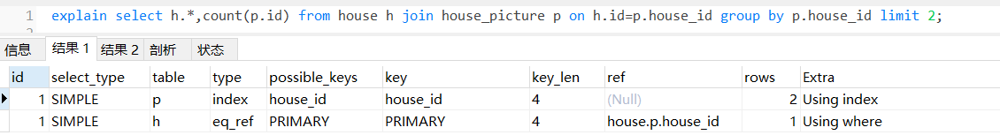 1 explain select h.*,count(p.id) from house h join house_picture p on h.id=p.house_id group by p.house_id limit 2;
信息 结果 1 结果 2 剖析 状态
id select_type table type possible_keys key key_len ref rows Extra
1 SIMPLE p index house_id house_id 4 (Null) 2 Using index
1 SIMPLE h eq_ref PRIMARY PRIMARY 4 house.p.house_id 1 Using where